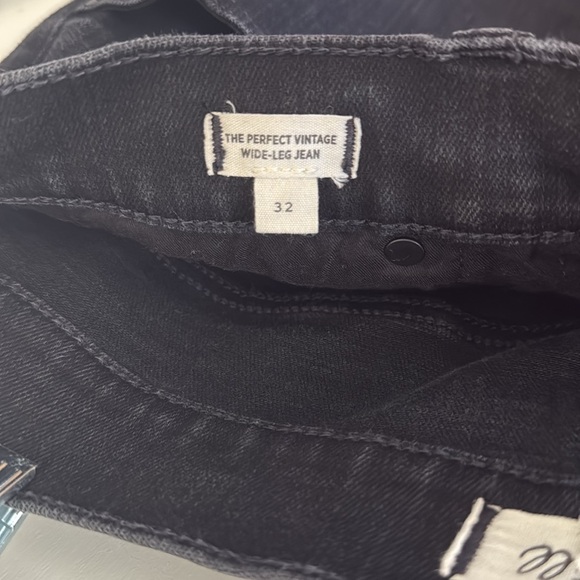 THE PERFECT VINTAGE
WIDE-LEG JEAN
32